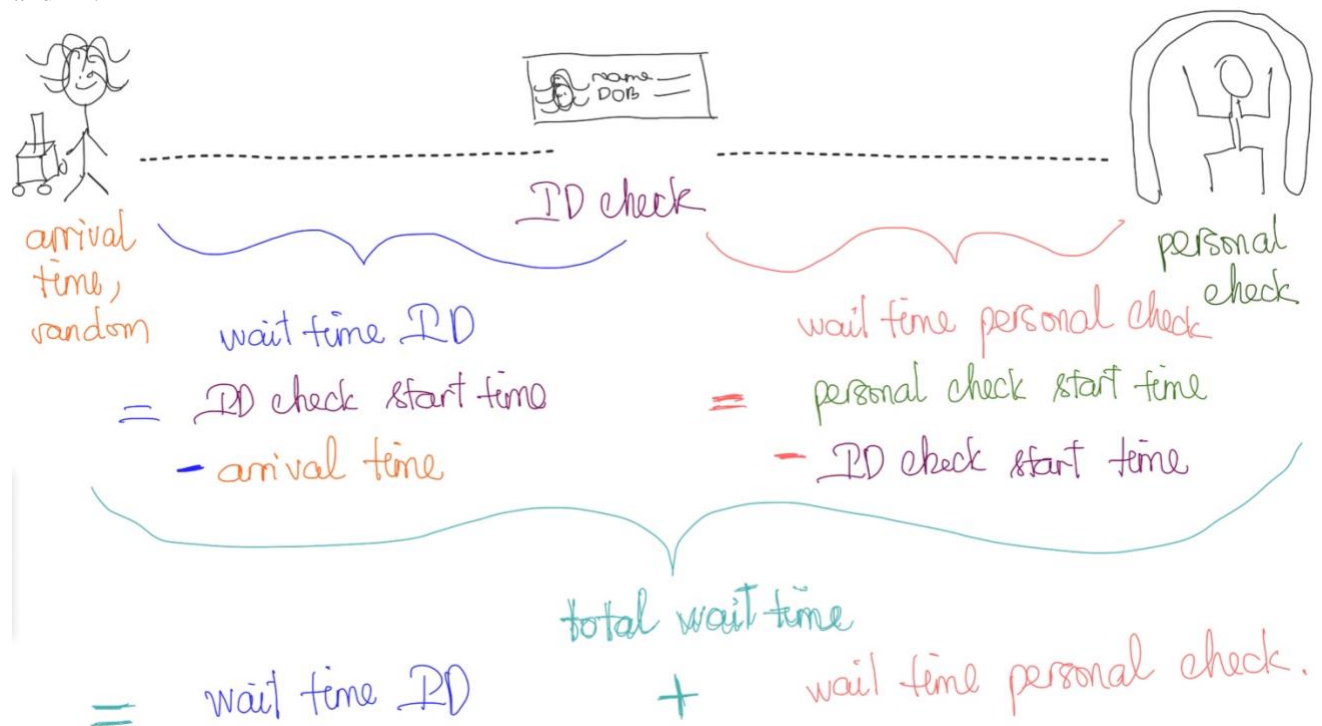 name
DOB
ID check
arrival
time,
random
personal
check
wait time ID
= ID check start time
- arrival time
wait time personal check
= personal check start time
- ID check start time
total wait time
= wait time ID + wait time personal check.